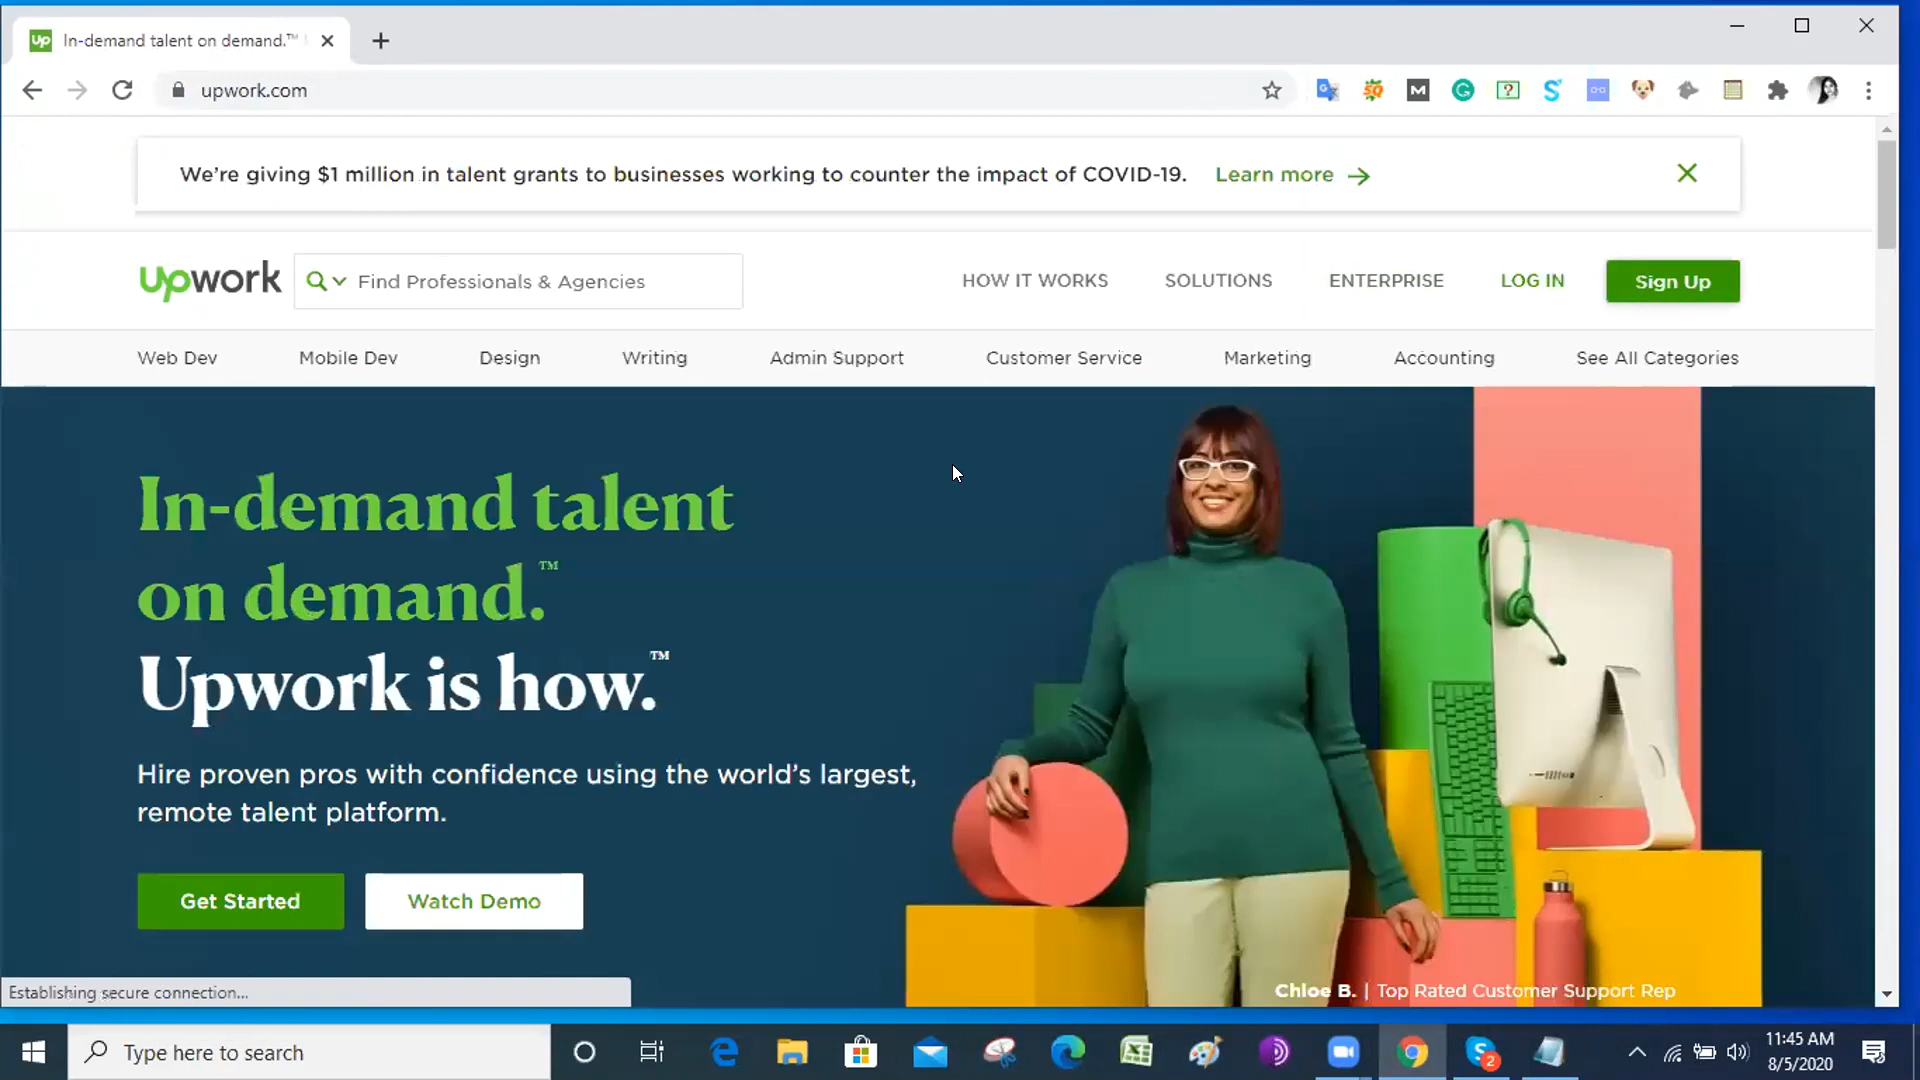 In-demand talent on demand.™
upwork.com
We're giving $1 million in talent grants to businesses working to counter the impact of COVID-19. Learn more →
upwork
Find Professionals & Agencies
HOW IT WORKS
SOLUTIONS
ENTERPRISE
LOG IN
Sign Up
Web Dev
Mobile Dev
Design
Writing
Admin Support
Customer Service
Marketing
Accounting
See All Categories
In-demand talent
on demand.™
Upwork is how.™
Hire proven pros with confidence using the world's largest,
remote talent platform.
Get Started
Watch Demo
Chloe B. | Top Rated Customer Support Rep
Establishing secure connection...
Type here to search
2
11:45 AM
8/5/2020